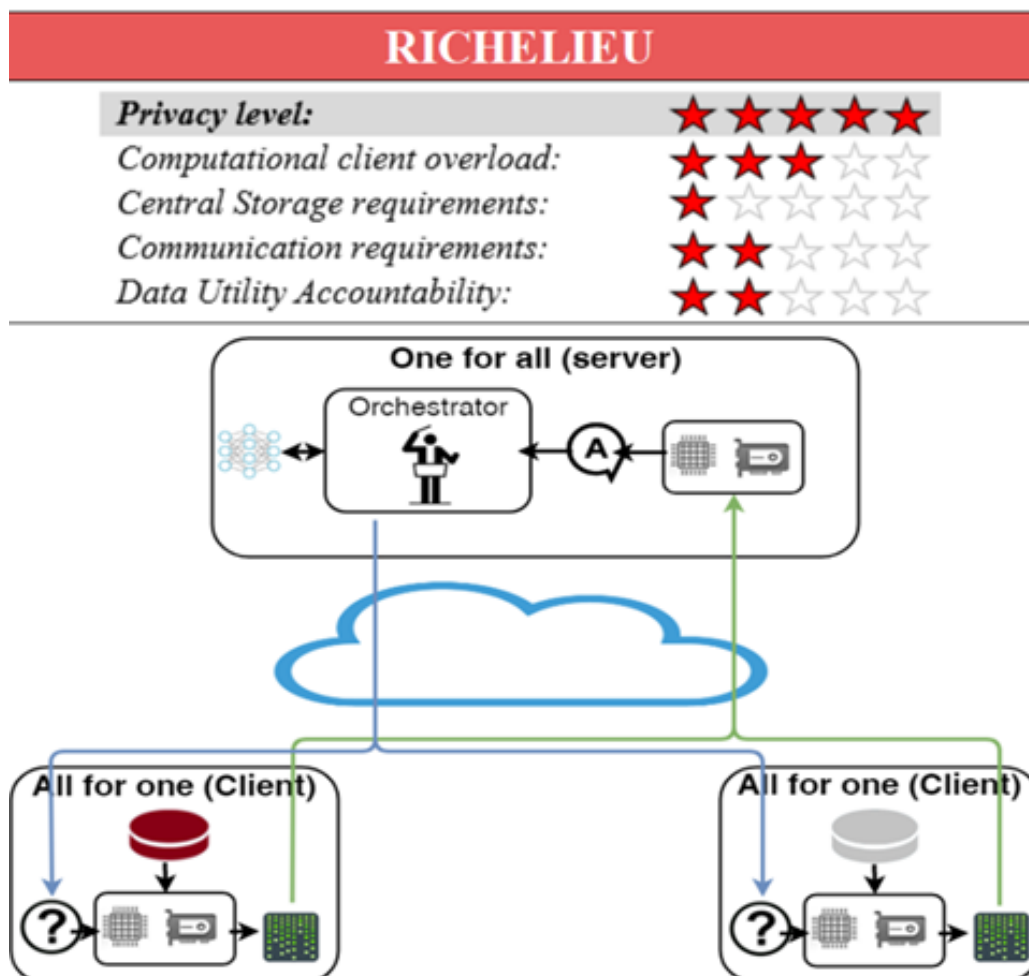 RICHELIEU
Privacy level:
Computational client overload:
Central Storage requirements:
Communication requirements:
Data Utility Accountability:
One for all (server)
Orchestrator
A
All for one (Client)
All for one (Client)
?
?